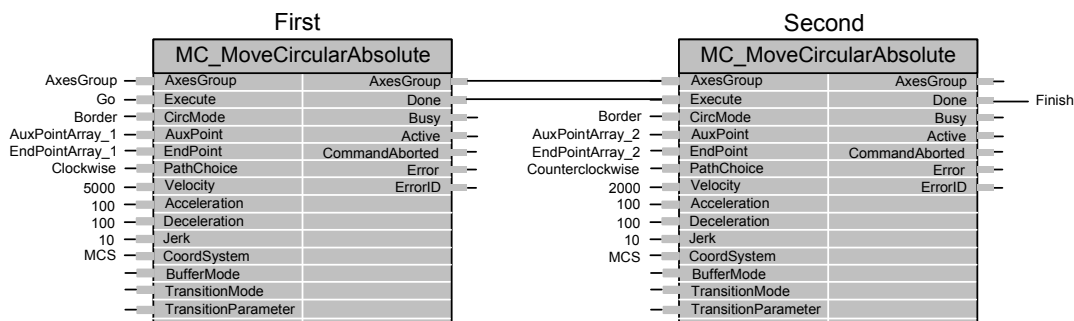 First
Second
MC_MoveCircularAbsolute
MC_MoveCircularAbsolute
AxesGroup AxesGroup AxesGroup AxesGroup AxesGroup
Go Execute Done Execute Done Finish
Border CircMode Busy Border CircMode Busy
AuxPointArray_1 AuxPoint Active AuxPointArray_2 AuxPoint Active
EndPointArray_1 EndPoint CommandAborted EndPointArray_2 EndPoint CommandAborted
Clockwise PathChoice Error Counterclockwise PathChoice Error
5000 Velocity ErrorID 2000 Velocity ErrorID
100 Acceleration 100 Acceleration
100 Deceleration 100 Deceleration
10 Jerk 10 Jerk
MCS CoordSystem MCS CoordSystem
BufferMode BufferMode
TransitionMode TransitionMode
TransitionParameter TransitionParameter